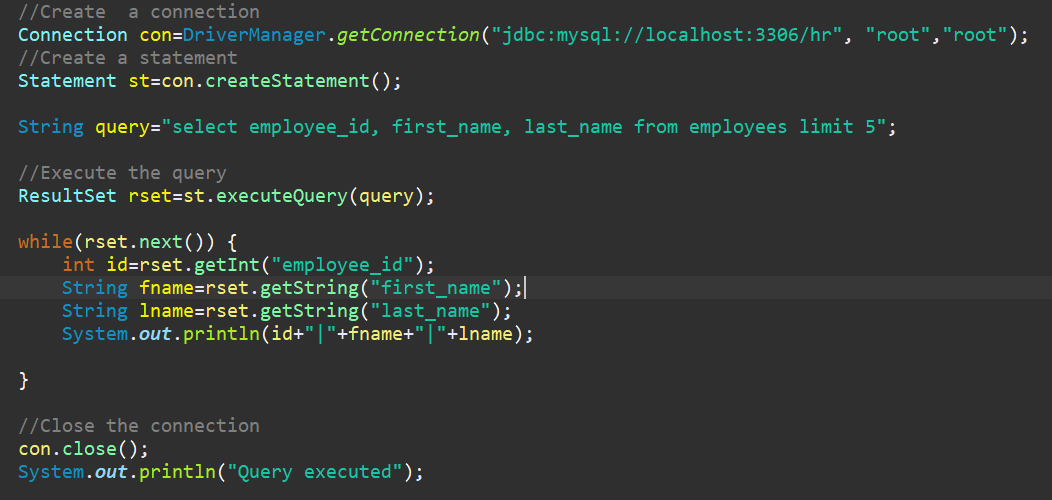 //Create  a connection
Connection con=DriverManager.getConnection("jdbc:mysql://localhost:3306/hr", "root","root");
//Create a statement
Statement st=con.createStatement();
String query="select employee_id, first_name, last_name from employees limit 5";
//Execute the query
ResultSet rset=st.executeQuery(query);
while(rset.next()) {
    int id=rset.getInt("employee_id");
    String fname=rset.getString("first_name");
    String lname=rset.getString("last_name");
    System.out.println(id+"|"+fname+"|"+lname);
}
//Close the connection
con.close();
System.out.println("Query executed");